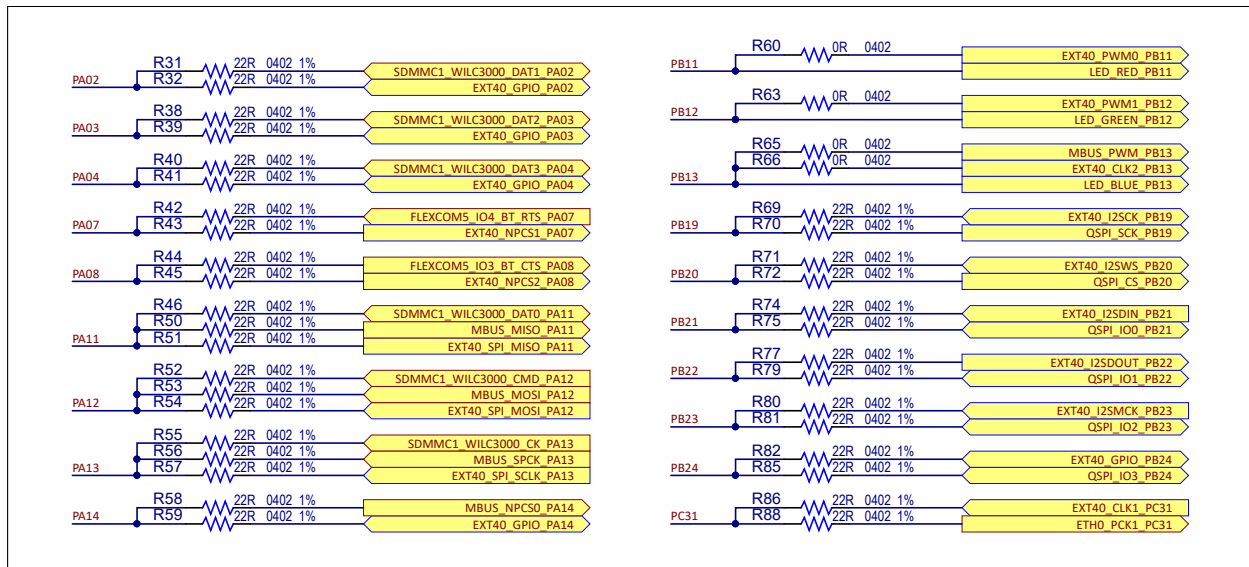 PA02
R31 22R 0402 1% SDMMC1_WILC3000_DAT1_PA02
R32 22R 0402 1% EXT40_GPIO_PA02
PA03
R38 22R 0402 1% SDMMC1_WILC3000_DAT2_PA03
R39 22R 0402 1% EXT40_GPIO_PA03
PA04
R40 22R 0402 1% SDMMC1_WILC3000_DAT3_PA04
R41 22R 0402 1% EXT40_GPIO_PA04
PA07
R42 22R 0402 1% FLEXCOM5_IO4_BT_RTS_PA07
R43 22R 0402 1% EXT40_NPCS1_PA07
PA08
R44 22R 0402 1% FLEXCOM5_IO3_BT_CTS_PA08
R45 22R 0402 1% EXT40_NPCS2_PA08
PA11
R46 22R 0402 1% SDMMC1_WILC3000_DAT0_PA11
R50 22R 0402 1% MBUS_MISO_PA11
R51 22R 0402 1% EXT40_SPI_MISO_PA11
PA12
R52 22R 0402 1% SDMMC1_WILC3000_CMD_PA12
R53 22R 0402 1% MBUS_MOSI_PA12
R54 22R 0402 1% EXT40_SPI_MOSI_PA12
PA13
R55 22R 0402 1% SDMMC1_WILC3000_CK_PA13
R56 22R 0402 1% MBUS_SPCK_PA13
R57 22R 0402 1% EXT40_SPI_SCLK_PA13
PA14
R58 22R 0402 1% MBUS_NPCS0_PA14
R59 22R 0402 1% EXT40_GPIO_PA14
PB11
R60 0R 0402 EXT40_PWM0_PB11
LED_RED_PB11
PB12
R63 0R 0402 EXT40_PWM1_PB12
LED_GREEN_PB12
PB13
R65 0R 0402 MBUS_PWM_PB13
R66 0R 0402 EXT40_CLK2_PB13
LED_BLUE_PB13
PB19
R69 22R 0402 1% EXT40_I2SCK_PB19
R70 22R 0402 1% QSPI_SCK_PB19
PB20
R71 22R 0402 1% EXT40_I2SWS_PB20
R72 22R 0402 1% QSPI_CS_PB20
PB21
R74 22R 0402 1% EXT40_I2SDIN_PB21
R75 22R 0402 1% QSPI_IO0_PB21
PB22
R77 22R 0402 1% EXT40_I2SDOUT_PB22
R79 22R 0402 1% QSPI_IO1_PB22
PB23
R80 22R 0402 1% EXT40_I2SMCK_PB23
R81 22R 0402 1% QSPI_IO2_PB23
PB24
R82 22R 0402 1% EXT40_GPIO_PB24
R85 22R 0402 1% QSPI_IO3_PB24
PC31
R86 22R 0402 1% EXT40_CLK1_PC31
R88 22R 0402 1% ETH0_PCK1_PC31